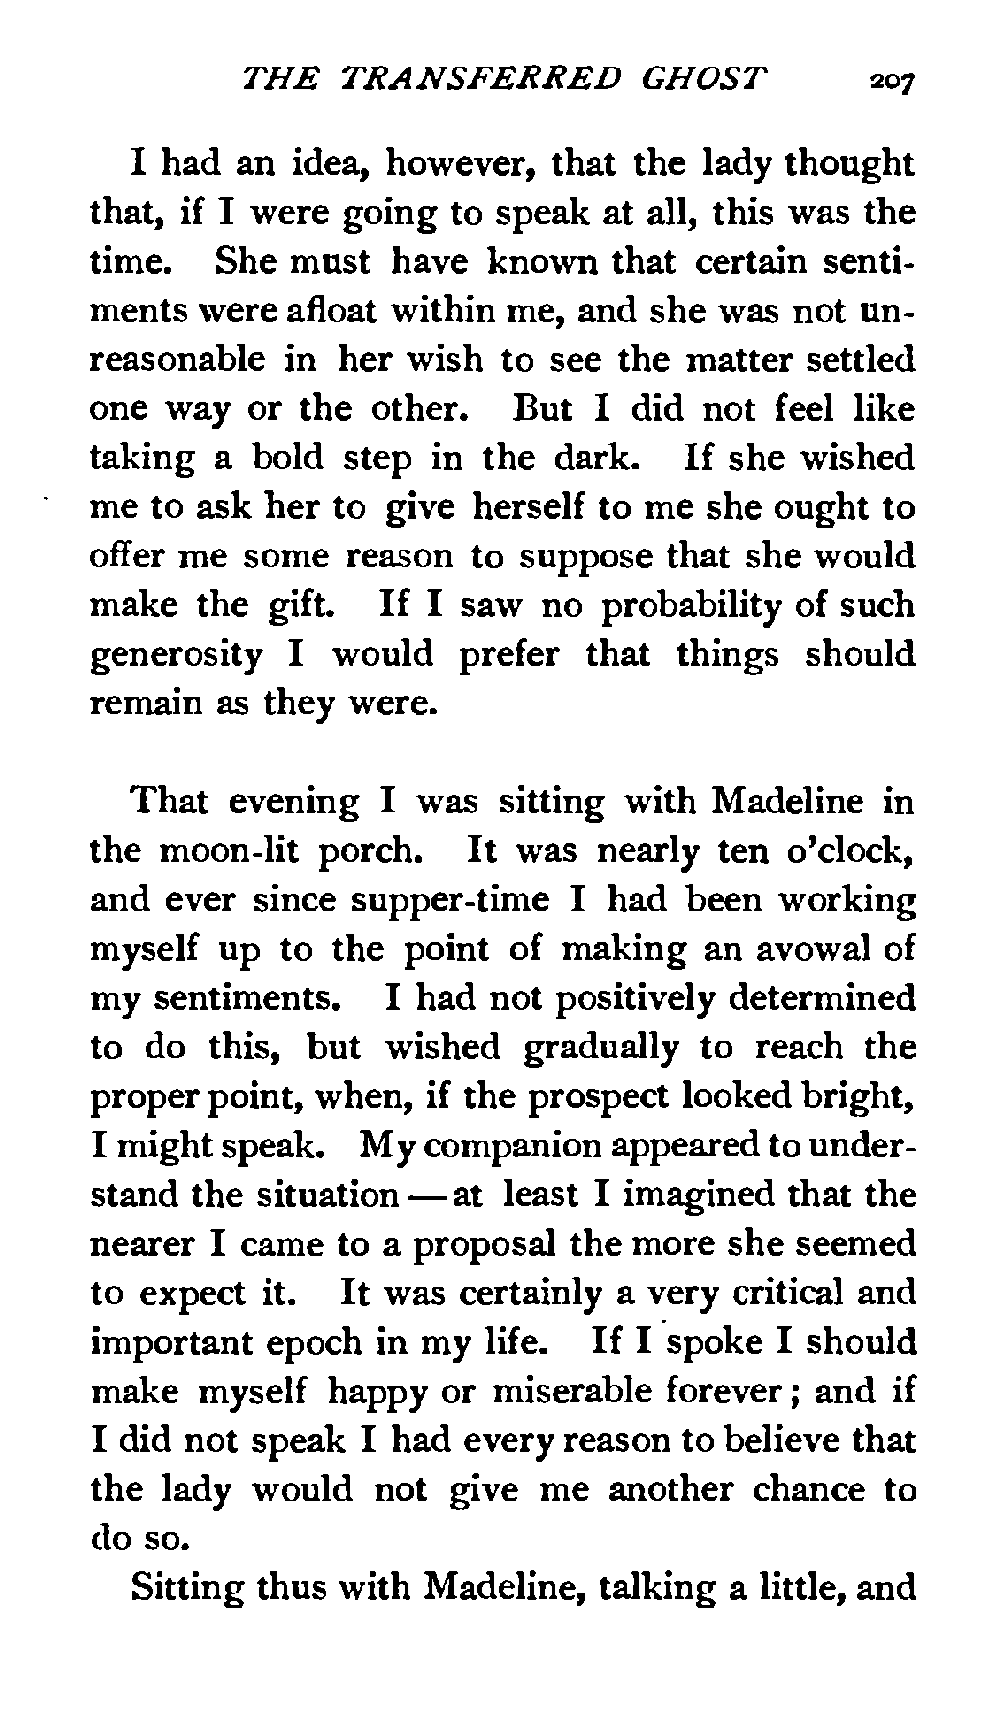 THE TRANSFERRED GHOST 207
I had an idea, however, that the lady thought
that, if I were going to speak at all, this was the
time. She must have known that certain senti-
ments were afloat within me, and she was not un-
reasonable in her wish to see the matter settled
one way or the other. But I did not feel like
taking a bold step in the dark. If she wished
me to ask her to give herself to me she ought to
offer me some reason to suppose that she would
make the gift. If I saw no probability of such
generosity I would prefer that things should
remain as they were.
That evening I was sitting with Madeline in
the moon-lit porch. It was nearly ten o'clock,
and ever since supper-time I had been working
myself up to the point of making an avowal of
my sentiments. I had not positively determined
to do this, but wished gradually to reach the
proper point, when, if the prospect looked bright,
I might speak. My companion appeared to under-
stand the situation — at least I imagined that the
nearer I came to a proposal the more she seemed
to expect it. It was certainly a very critical and
important epoch in my life. If I spoke I should
make myself happy or miserable forever; and if
I did not speak I had every reason to believe that
the lady would not give me another chance to
do so.
Sitting thus with Madeline, talking a little, and